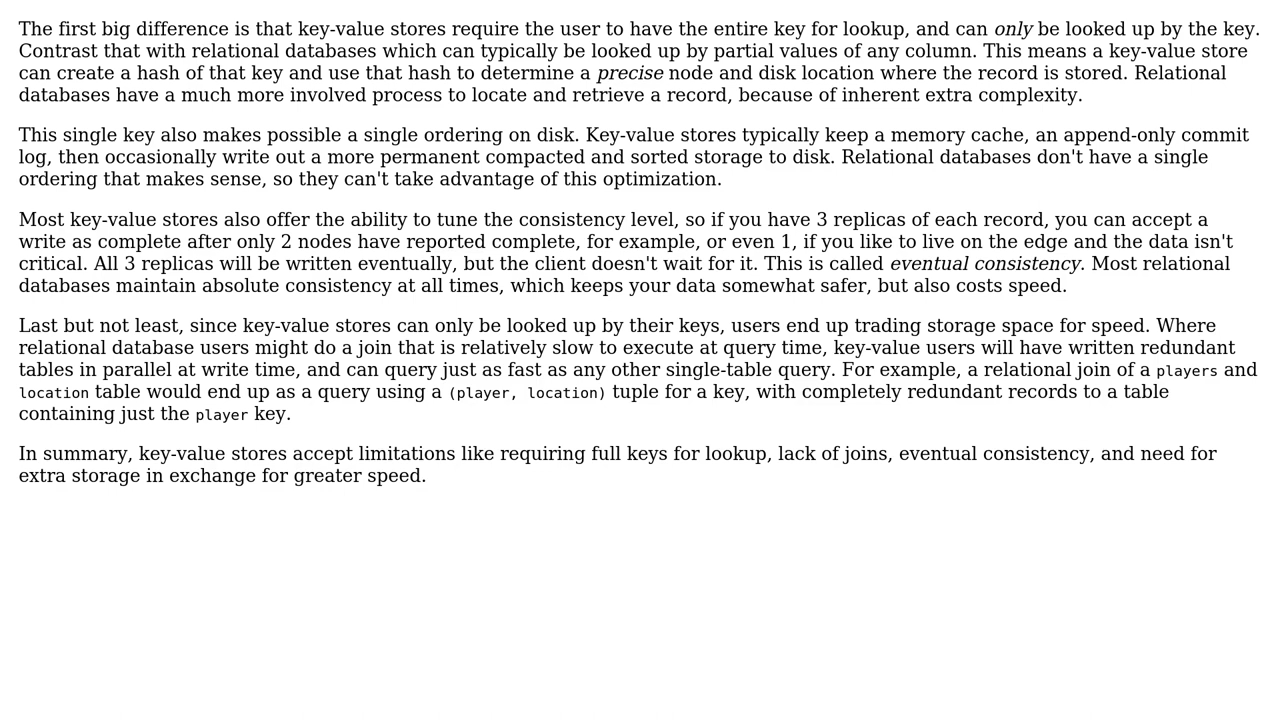 The first big difference is that key-value stores require the user to have the entire key for lookup, and can only be looked up by the key.
Contrast that with relational databases which can typically be looked up by partial values of any column. This means a key-value store
can create a hash of that key and use that hash to determine a precise node and disk location where the record is stored. Relational
databases have a much more involved process to locate and retrieve a record, because of inherent extra complexity.
This single key also makes possible a single ordering on disk. Key-value stores typically keep a memory cache, an append-only commit
log, then occasionally write out a more permanent compacted and sorted storage to disk. Relational databases don't have a single
ordering that makes sense, so they can't take advantage of this optimization.
Most key-value stores also offer the ability to tune the consistency level, so if you have 3 replicas of each record, you can accept a
write as complete after only 2 nodes have reported complete, for example, or even 1, if you like to live on the edge and the data isn't
critical. All 3 replicas will be written eventually, but the client doesn't wait for it. This is called eventual consistency. Most relational
databases maintain absolute consistency at all times, which keeps your data somewhat safer, but also costs speed.
Last but not least, since key-value stores can only be looked up by their keys, users end up trading storage space for speed. Where
relational database users might do a join that is relatively slow to execute at query time, key-value users will have written redundant
tables in parallel at write time, and can query just as fast as any other single-table query. For example, a relational join of a players and
location table would end up as a query using a (player, location) tuple for a key, with completely redundant records to a table
containing just the player key.
In summary, key-value stores accept limitations like requiring full keys for lookup, lack of joins, eventual consistency, and need for
extra storage in exchange for greater speed.